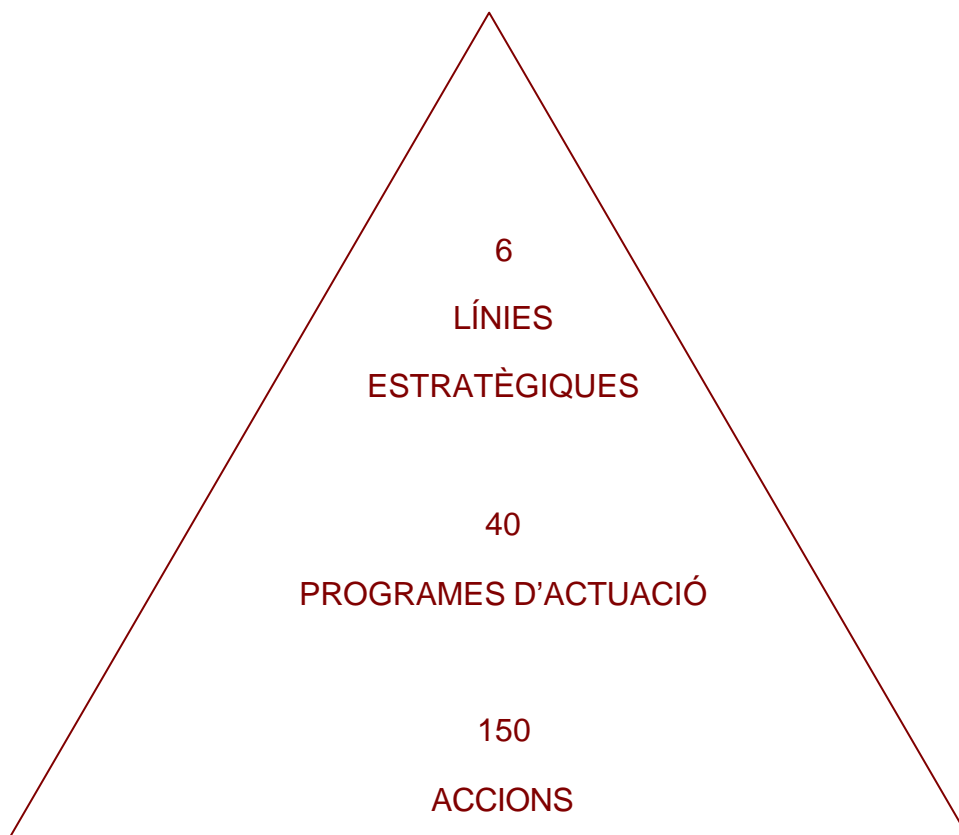 6
LÍNIES
ESTRATÈGIQUES
40
PROGRAMES D’ACTUACIÓ
150
ACCIONS